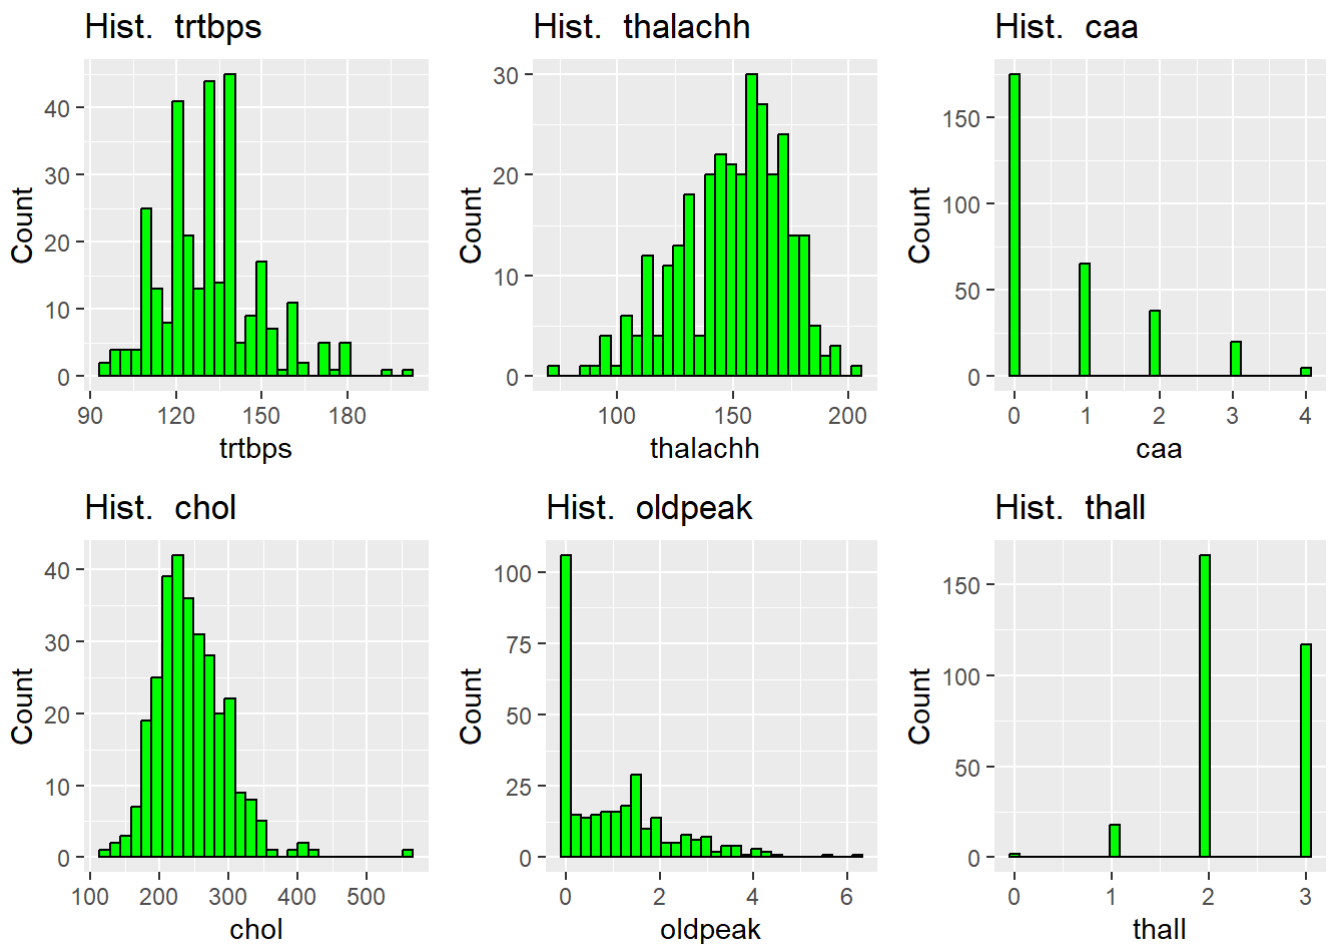 Hist.  trtbps
Count
40
30
20
10
0
90 120 150 180
trtbps
Hist.  thalachh
Count
30
20
10
0
100 150 200
thalachh
Hist.  caa
Count
150
100
50
0
0 1 2 3 4
caa
Hist.  chol
Count
40
30
20
10
0
100 200 300 400 500
chol
Hist.  oldpeak
Count
100
75
50
25
0
0 2 4 6
oldpeak
Hist.  thall
Count
150
100
50
0
0 1 2 3
thall